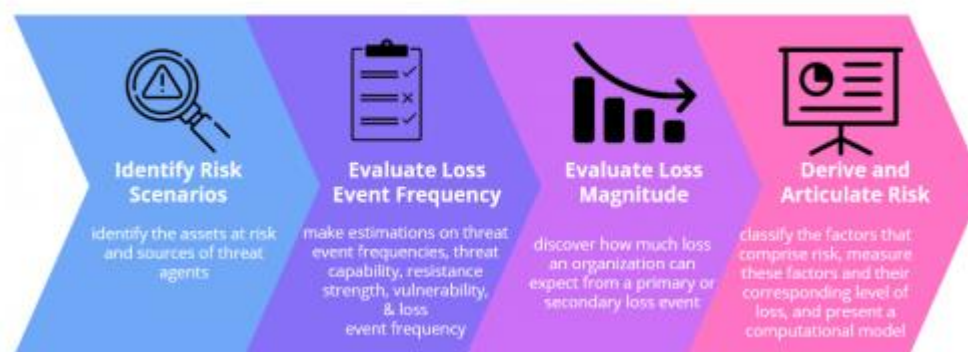 Identify Risk
Scenarios
identify the assets at risk
and sources of threat
agents
Evaluate Loss
Event Frequency
make estimations on threat
event frequencies, threat
capability, resistance
strength, vulnerability,
& loss
event frequency
Evaluate Loss
Magnitude
discover how much loss
an organization can
expect from a primary or
secondary loss event
Derive and
Articulate Risk
classify the factors that
comprise risk, measure
these factors and their
corresponding level of
loss, and present a
computational model